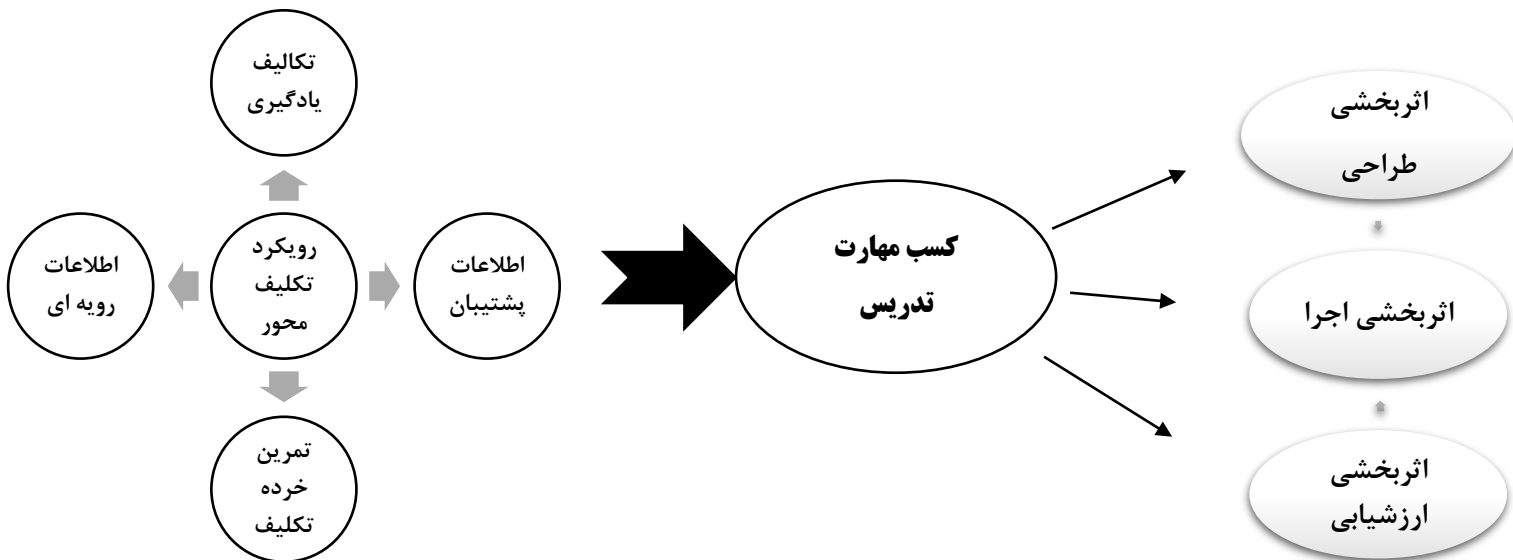 تکالیف
یادگیری
اطلاعات
پشتیبان
رویکرد
تکلیف
محور
اطلاعات
رویه ای
تمرین
خرده
تکلیف
کسب مهارت
تدریس
اثربخشی
طراحی
اثربخشی اجرا
اثربخشی
ارزشیابی